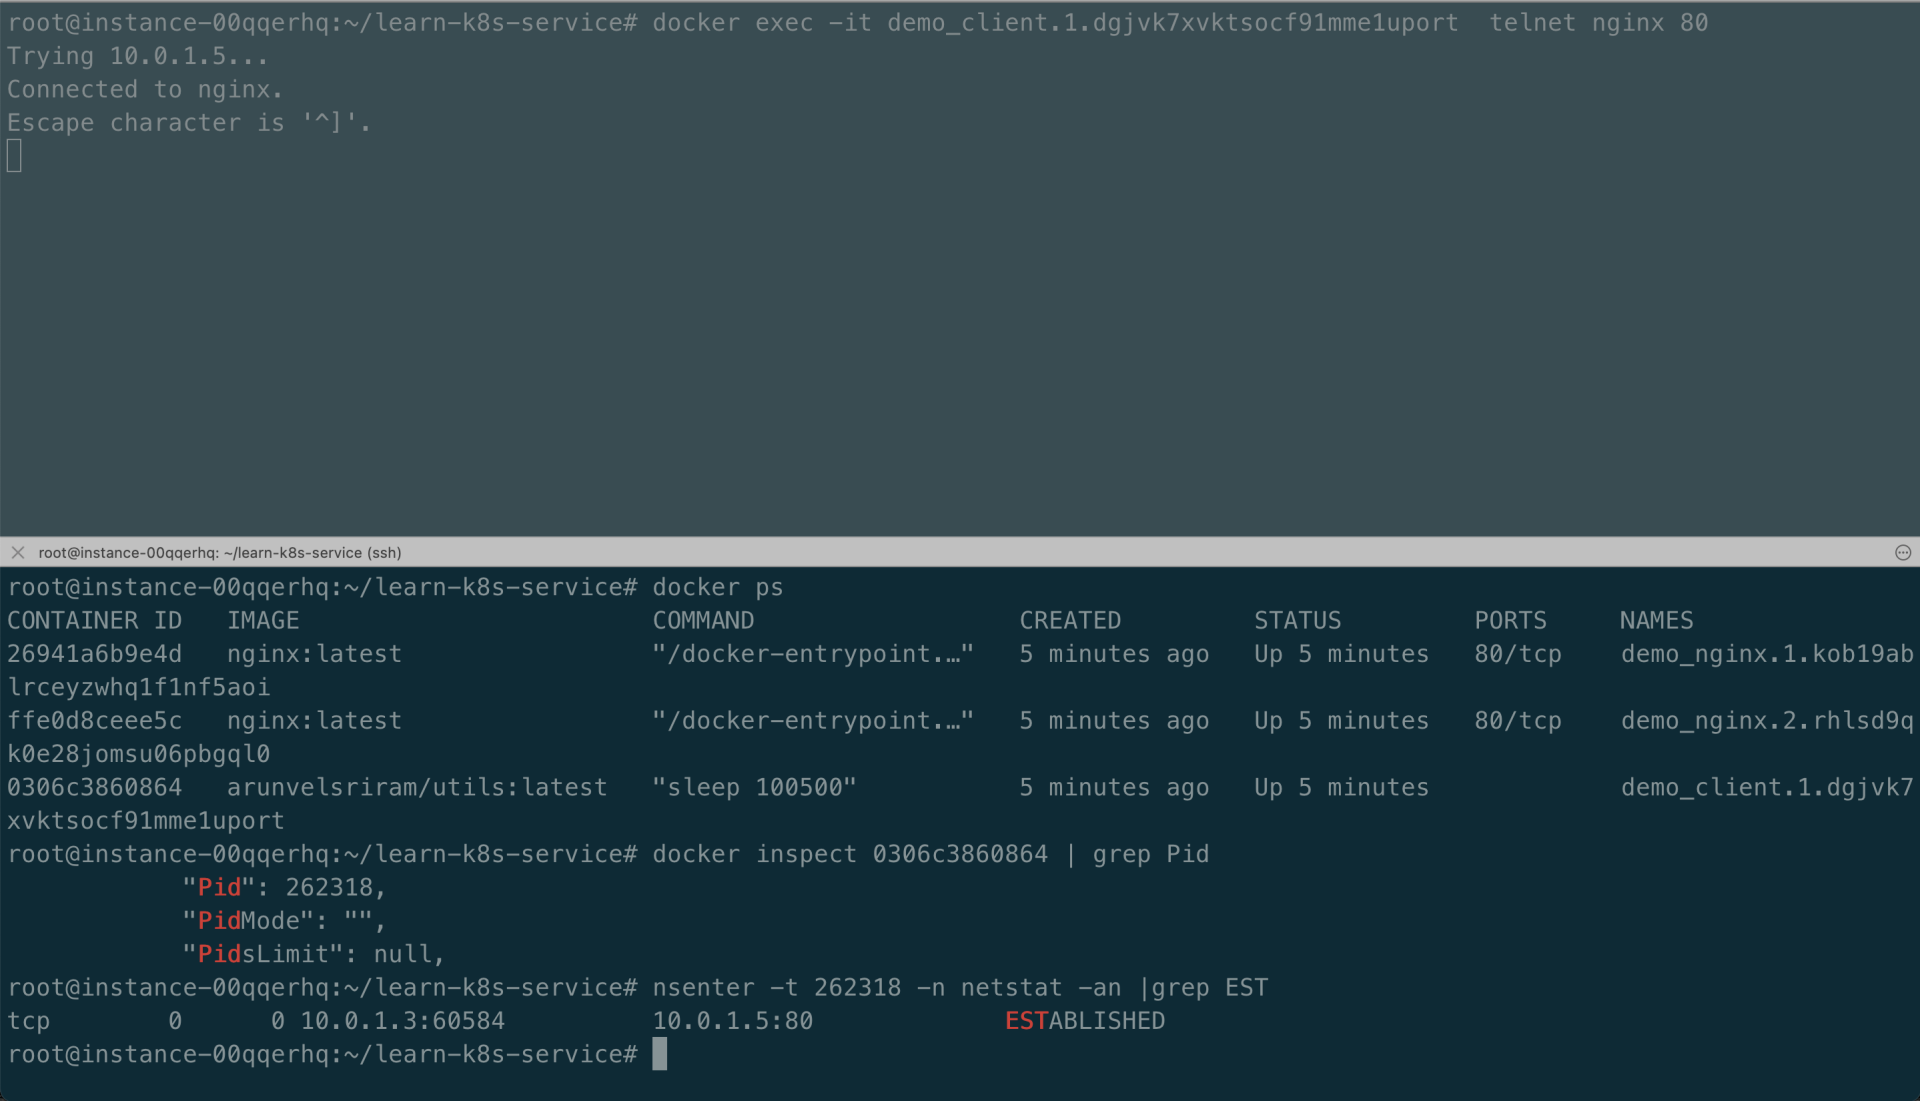 root@instance-00qqerhq:~/learn-k8s-service# docker exec -it demo_client.1.dgjvk7xvktsocf91mme1uport  telnet nginx 80
Trying 10.0.1.5...
Connected to nginx.
Escape character is '^]'.
root@instance-00qqerhq: ~/learn-k8s-service (ssh)
root@instance-00qqerhq:~/learn-k8s-service# docker ps
CONTAINER ID   IMAGE                        COMMAND                  CREATED         STATUS         PORTS     NAMES
26941a6b9e4d   nginx:latest                 "/docker-entrypoint.…"   5 minutes ago   Up 5 minutes   80/tcp    demo_nginx.1.kob19ab
lrceyzwhq1f1nf5aoi
ffe0d8ceee5c   nginx:latest                 "/docker-entrypoint.…"   5 minutes ago   Up 5 minutes   80/tcp    demo_nginx.2.rhlsd9q
k0e28jomsu06pbgql0
0306c3860864   arunvelsriram/utils:latest   "sleep 100500"           5 minutes ago   Up 5 minutes             demo_client.1.dgjvk7
xvktsocf91mme1uport
root@instance-00qqerhq:~/learn-k8s-service# docker inspect 0306c3860864 | grep Pid
            "Pid": 262318,
            "PidMode": "",
            "PidsLimit": null,
root@instance-00qqerhq:~/learn-k8s-service# nsenter -t 262318 -n netstat -an |grep EST
tcp        0      0 10.0.1.3:60584          10.0.1.5:80             ESTABLISHED
root@instance-00qqerhq:~/learn-k8s-service#